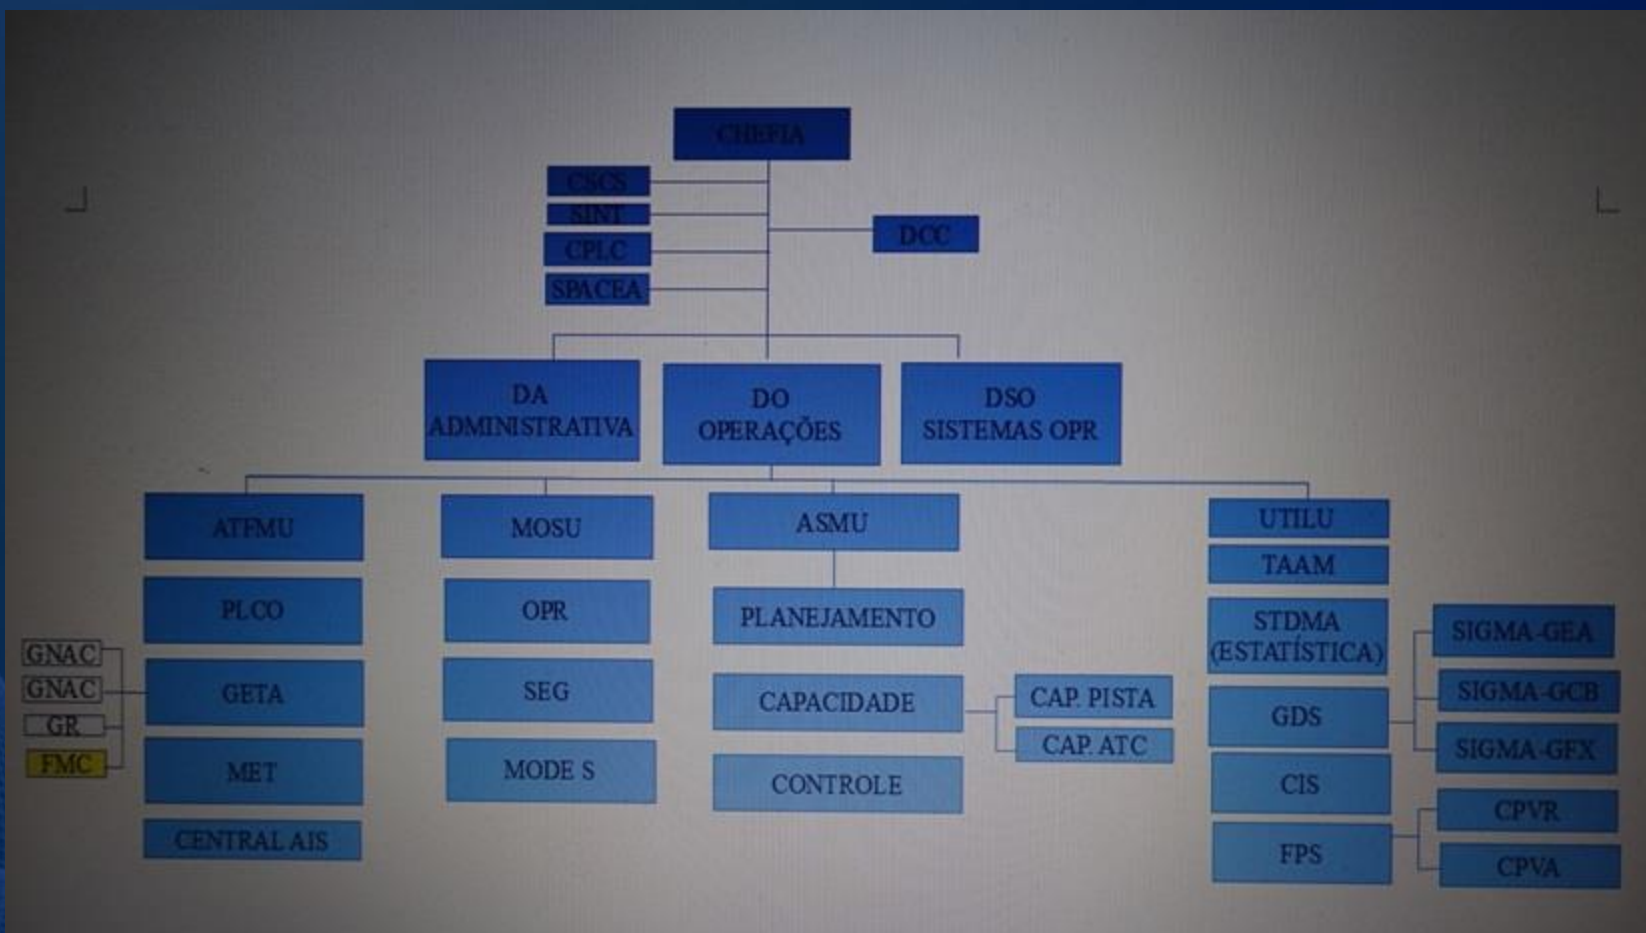 CHEFIA
CSCS
SINT
CPLC
SPACEA
DCC
DA
ADMINISTRATIVA
DO
OPERAÇÕES
DSO
SISTEMAS OPR
ATFMU
MOSU
ASMU
UTILU
TAAM
PLCO
OPR
PLANEJAMENTO
STDMA
(ESTATÍSTICA)
SIGMA-GEA
GNAC
GNAC
GR
FMC
GETA
SEG
CAPACIDADE
CAP. PISTA
CAP. ATC
GDS
SIGMA-GCB
SIGMA-GFX
MET
MODE S
CONTROLE
CIS
CPVR
CENTRAL AIS
FPS
CPVA